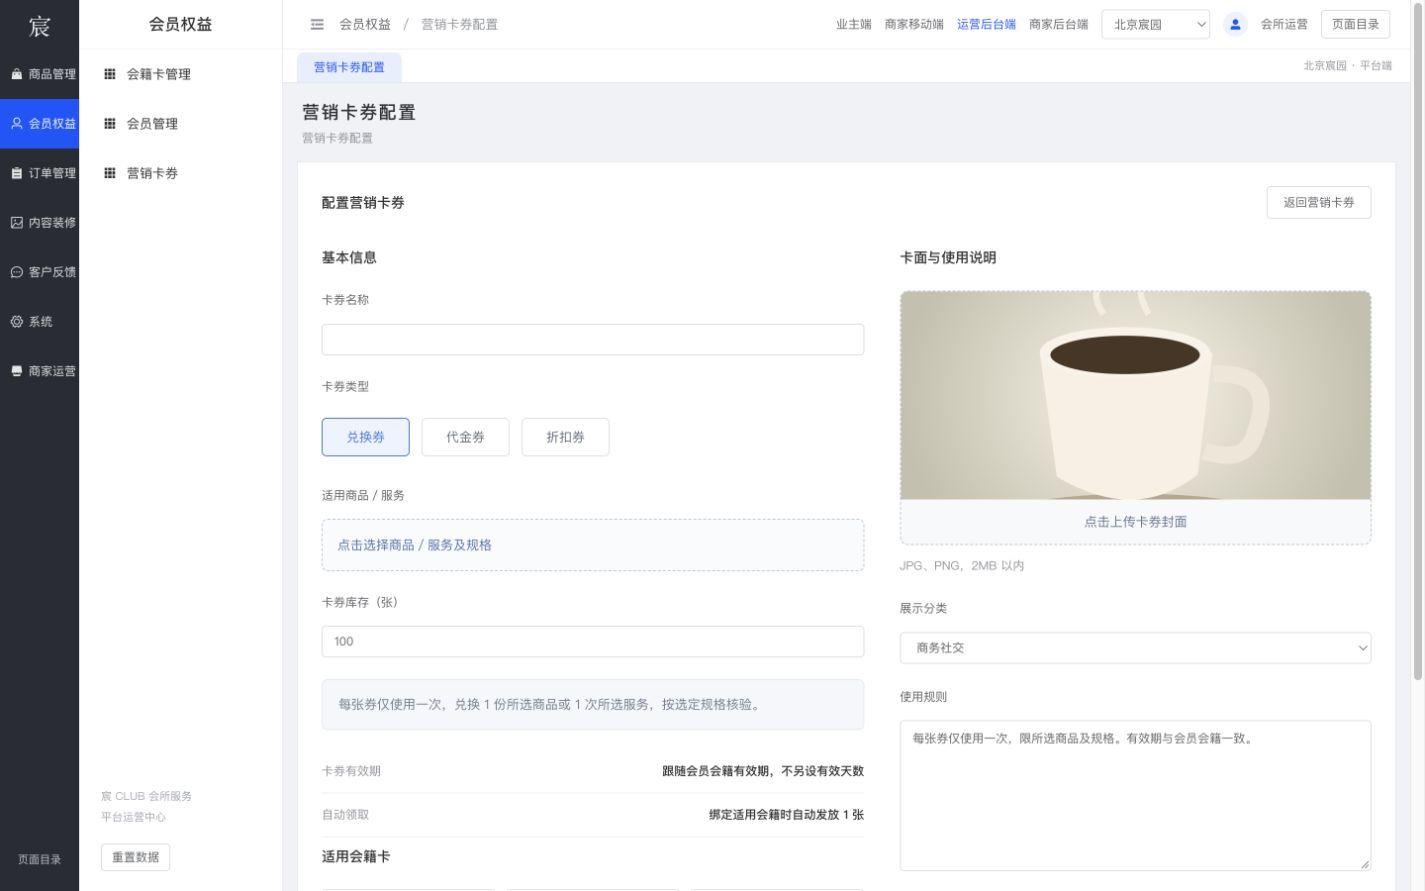 宸
商品管理
会员权益
订单管理
内容装修
客户反馈
系统
商家运营
页面目录
会员权益
会籍卡管理
会员管理
营销卡券
宸 CLUB 会所服务
平台运营中心
重置数据
会员权益 / 营销卡券配置
业主端 商家移动端 运营后台端 商家后台端 北京宸园 会所运营 页面目录
营销卡券配置
北京宸园 · 平台端
营销卡券配置
营销卡券配置
配置营销卡券
返回营销卡券
基本信息
卡券名称
卡券类型
兑换券 代金券 折扣券
适用商品 / 服务
点击选择商品 / 服务及规格
卡券库存（张）
100
每张券仅使用一次，兑换 1 份所选商品或 1 次所选服务，按选定规格核验。
卡券有效期 跟随会员会籍有效期，不另设有效天数
自动领取 绑定适用会籍时自动发放 1 张
适用会籍卡
卡面与使用说明
点击上传卡券封面
JPG、PNG，2MB 以内
展示分类
商务社交
使用规则
每张券仅使用一次，限所选商品及规格。有效期与会员会籍一致。